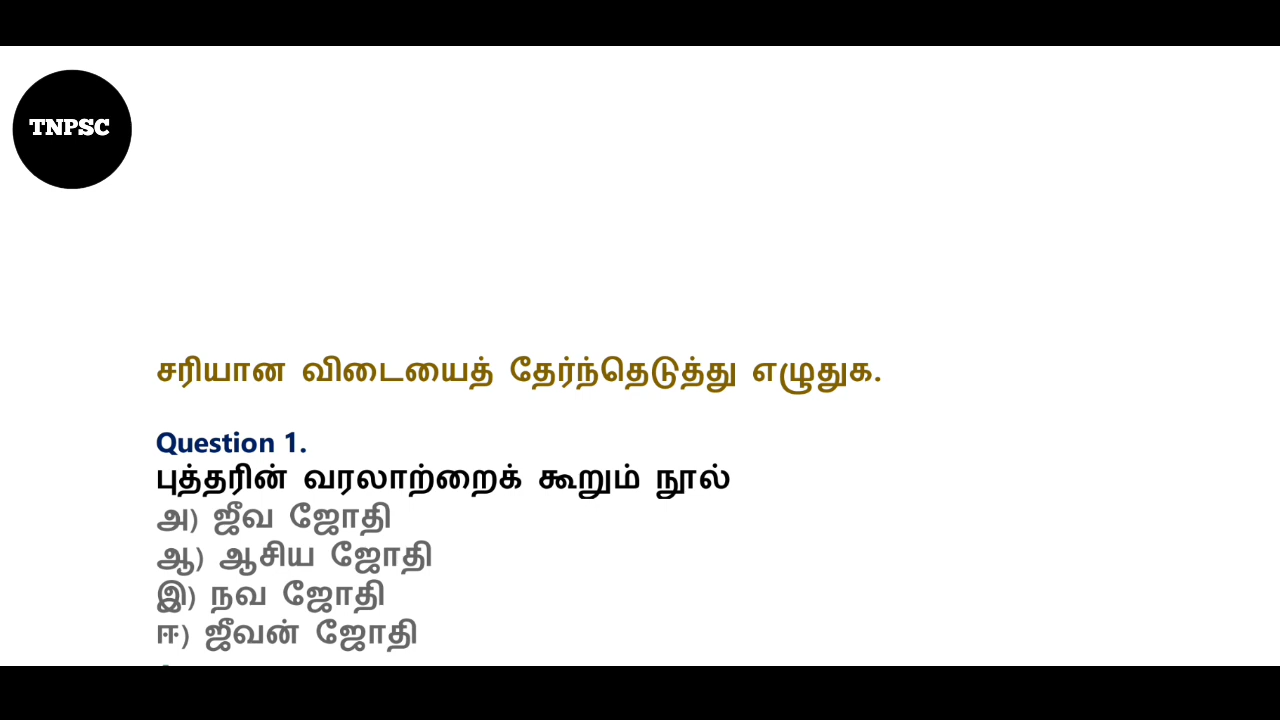 TNPSC
சரியான விடையைத் தேர்ந்தெடுத்து எழுதுக.
Question 1.
புத்தரின் வரலாற்றைக் கூறும் நூல்
அ) ஜீவ ஜோதி
ஆ) ஆசிய ஜோதி
இ) நவ ஜோதி
ஈ) ஜீவன் ஜோதி